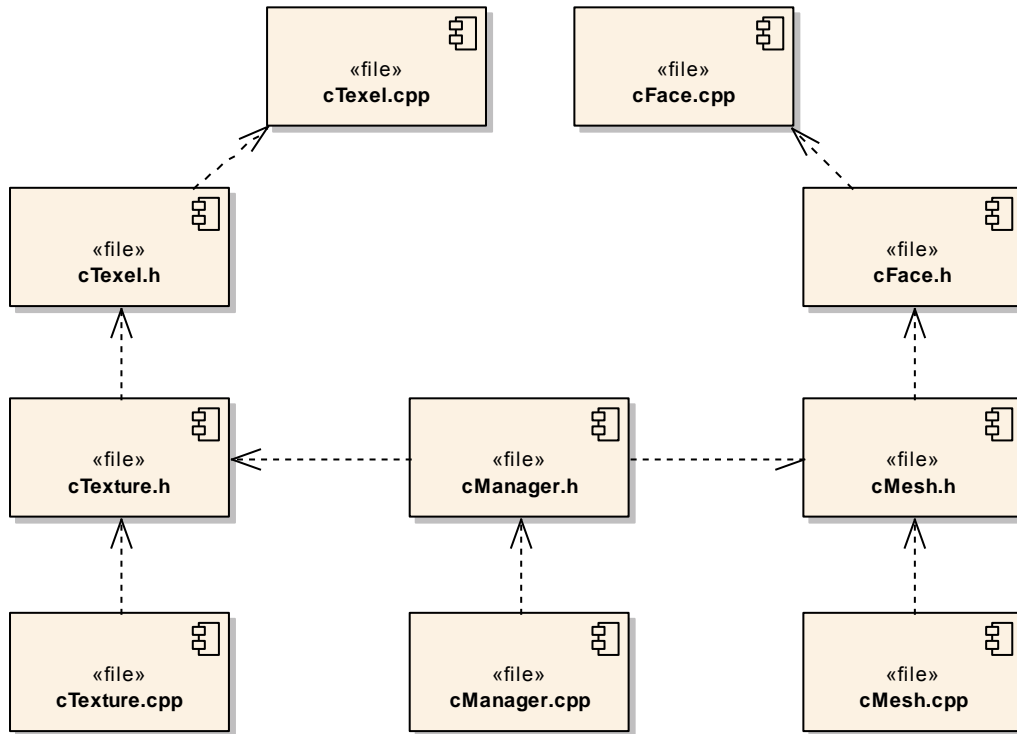 «file»
cTexel.cpp
«file»
cFace.cpp
«file»
cTexel.h
«file»
cFace.h
«file»
cTexture.h
«file»
cManager.h
«file»
cMesh.h
«file»
cTexture.cpp
«file»
cManager.cpp
«file»
cMesh.cpp